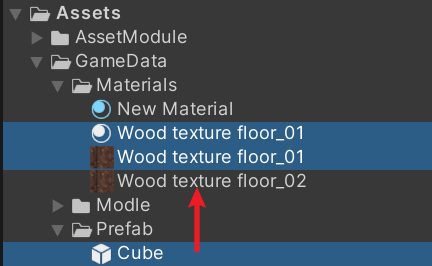 Assets
AssetModule
GameData
Materials
New Material
Wood texture floor_01
Wood texture floor_01
Wood texture floor_02
Modle
Prefab
Cube